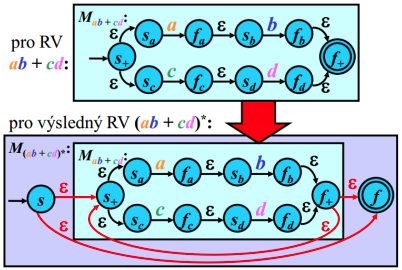 M_{ab + cd}:
pro RV
ab + cd:
ε s_a a f_a ε s_b b f_b ε
s_+ f_+
ε s_c c f_c ε s_d d f_d ε
pro výsledný RV (ab + cd)*:
M_{(ab + cd)*}: M_{ab + cd}:
ε s_a a f_a ε s_b b f_b ε
s ε s_+ f_+ ε f
ε s_c c f_c ε s_d d f_d ε
ε ε